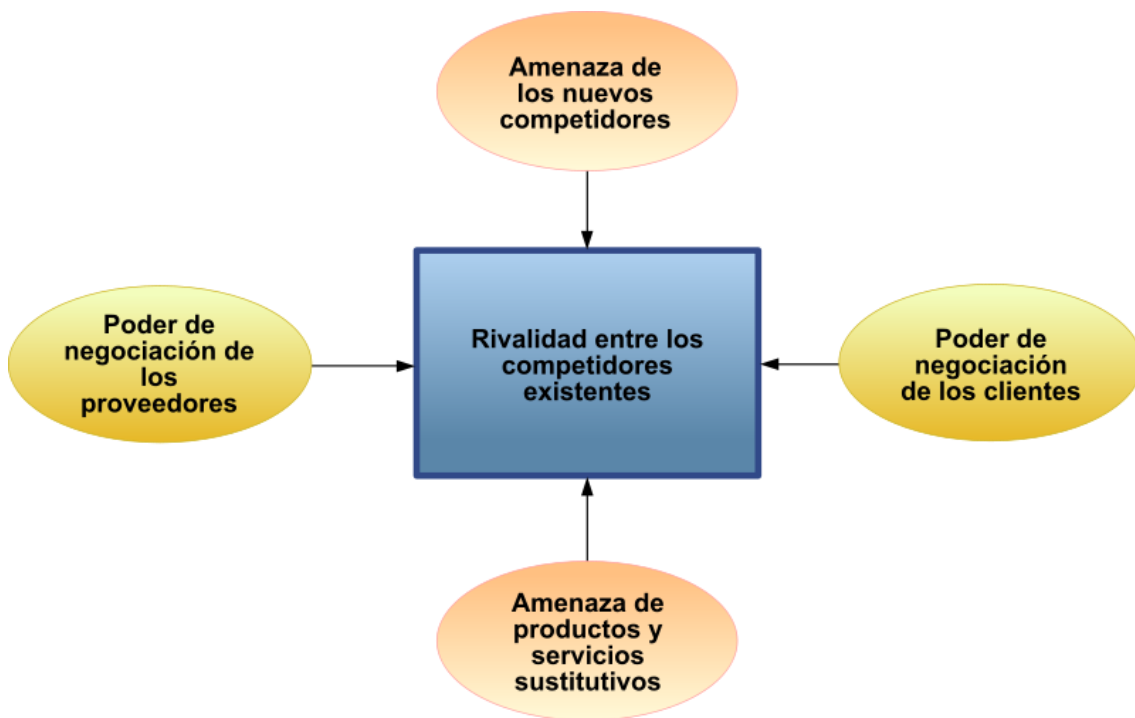 Amenaza de
los nuevos
competidores
Poder de
negociación de
los
proveedores
Rivalidad entre los
competidores
existentes
Poder de
negociación
de los clientes
Amenaza de
productos y
servicios
sustitutivos